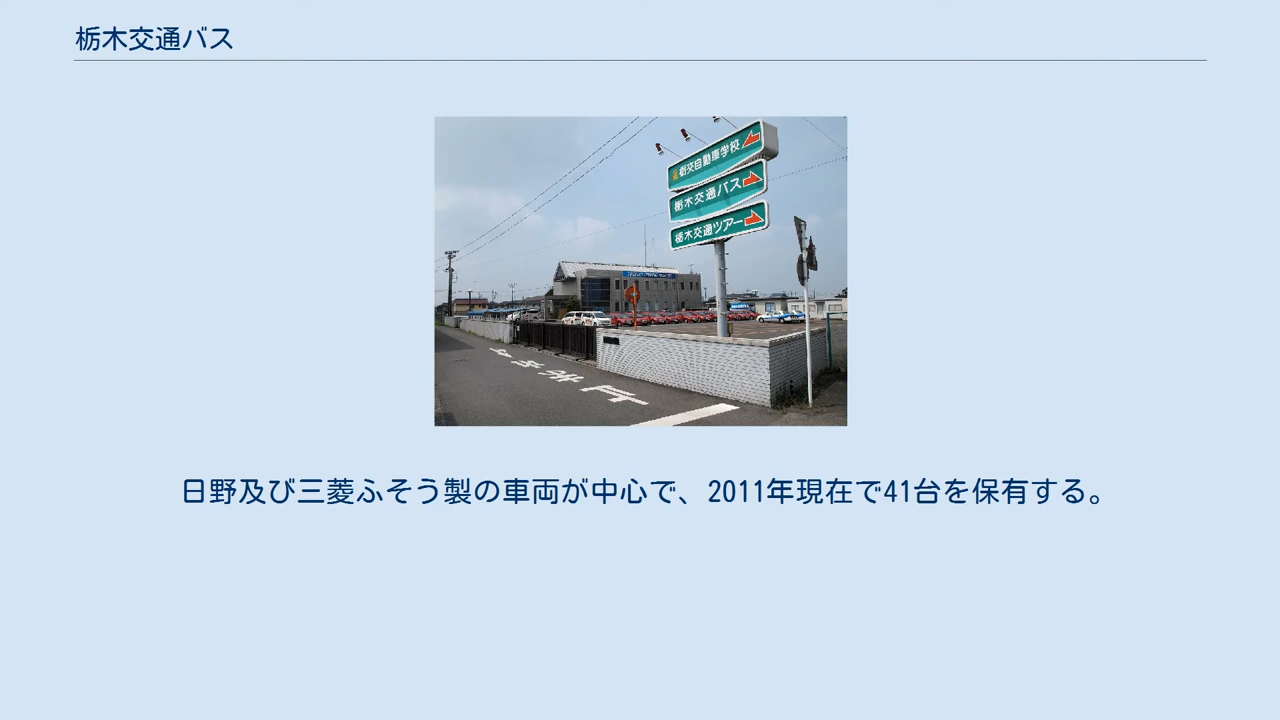 栃木交通バス
栃交自動車学校
栃木交通バス
栃木交通ツアー
日野及び三菱ふそう製の車両が中心で、2011年現在で41台を保有する。